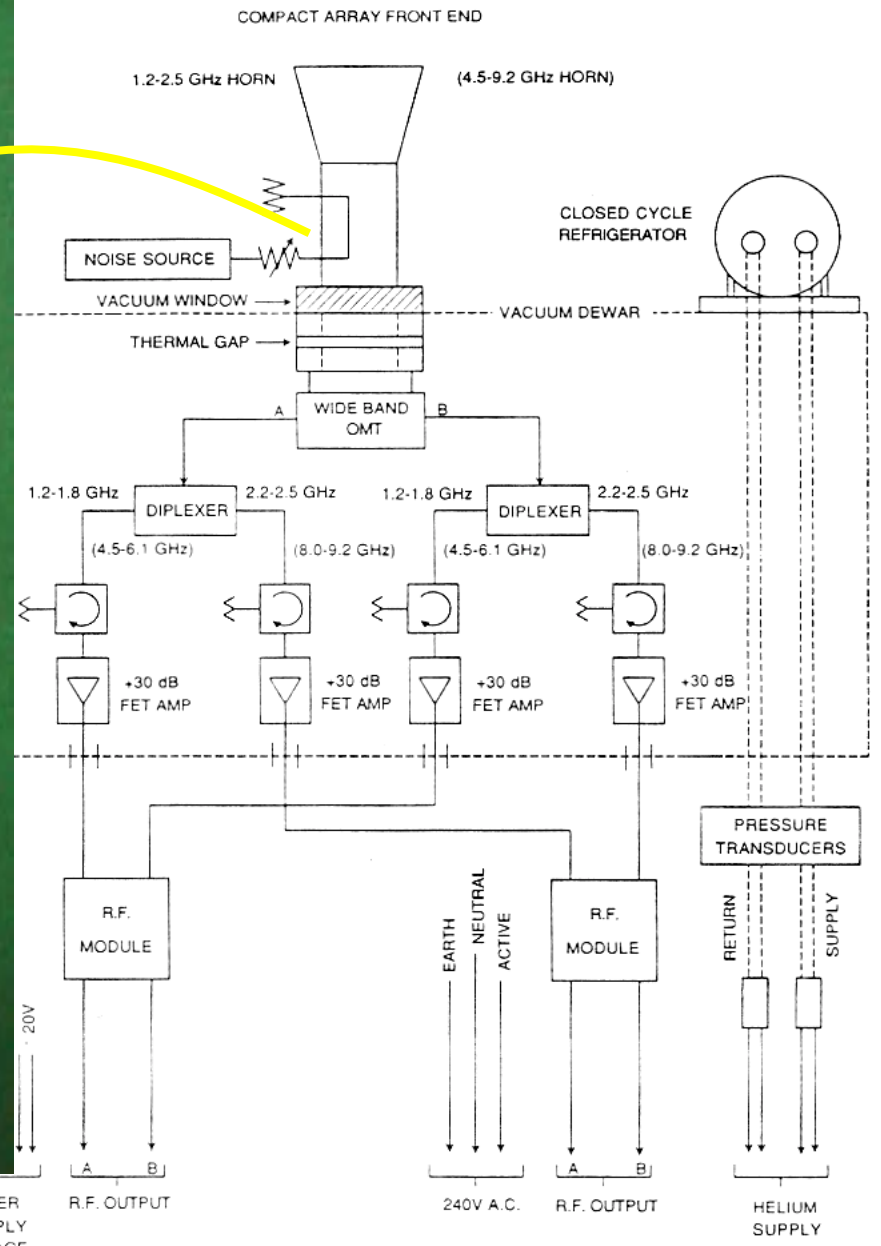 COMPACT ARRAY FRONT END
1.2-2.5 GHz HORN
(4.5-9.2 GHz HORN)
CLOSED CYCLE
REFRIGERATOR
NOISE SOURCE
VACUUM WINDOW
VACUUM DEWAR
THERMAL GAP
A
WIDE BAND
OMT
B
1.2-1.8 GHz
DIPLEXER
2.2-2.5 GHz
1.2-1.8 GHz
DIPLEXER
2.2-2.5 GHz
(4.5-6.1 GHz)
(8.0-9.2 GHz)
(4.5-6.1 GHz)
(8.0-9.2 GHz)
+30 dB
FET AMP
+30 dB
FET AMP
+30 dB
FET AMP
+30 dB
FET AMP
PRESSURE
TRANSDUCERS
R.F.
MODULE
EARTH
NEUTRAL
ACTIVE
R.F.
MODULE
RETURN
SUPPLY
20V
A
B
A
B
R.F. OUTPUT
240V A.C.
R.F. OUTPUT
HELIUM
SUPPLY